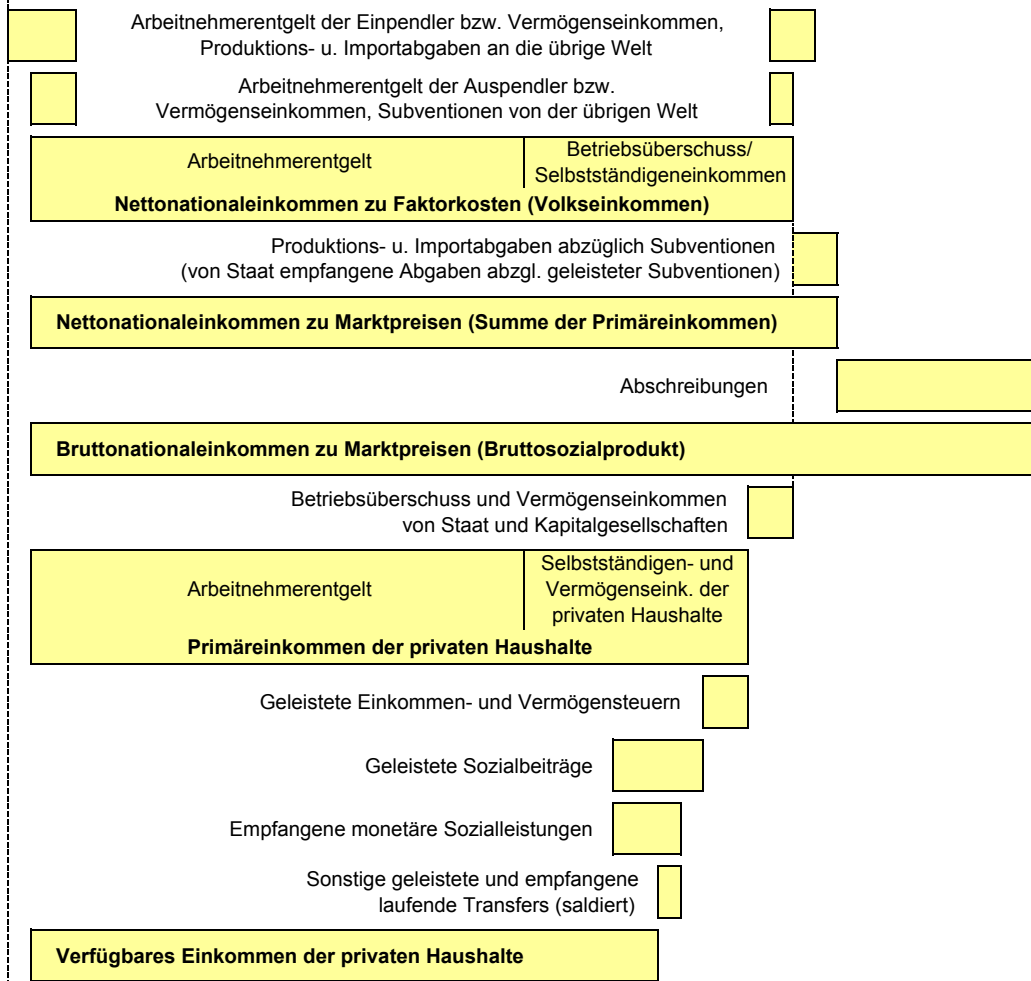 Arbeitnehmerentgelt der Einpendler bzw. Vermögenseinkommen,
Produktions- u. Importabgaben an die übrige Welt
Arbeitnehmerentgelt der Auspendler bzw.
Vermögenseinkommen, Subventionen von der übrigen Welt
Arbeitnehmerentgelt
Betriebsüberschuss/
Selbstständigeneinkommen
Nettonationaleinkommen zu Faktorkosten (Volkseinkommen)
Produktions- u. Importabgaben abzüglich Subventionen
(von Staat empfangene Abgaben abzgl. geleisteter Subventionen)
Nettonationaleinkommen zu Marktpreisen (Summe der Primäreinkommen)
Abschreibungen
Bruttonationaleinkommen zu Marktpreisen (Bruttosozialprodukt)
Betriebsüberschuss und Vermögenseinkommen
von Staat und Kapitalgesellschaften
Arbeitnehmerentgelt
Selbstständigen- und
Vermögenseink. der
privaten Haushalte
Primäreinkommen der privaten Haushalte
Geleistete Einkommen- und Vermögensteuern
Geleistete Sozialbeiträge
Empfangene monetäre Sozialleistungen
Sonstige geleistete und empfangene
laufende Transfers (saldiert)
Verfügbares Einkommen der privaten Haushalte